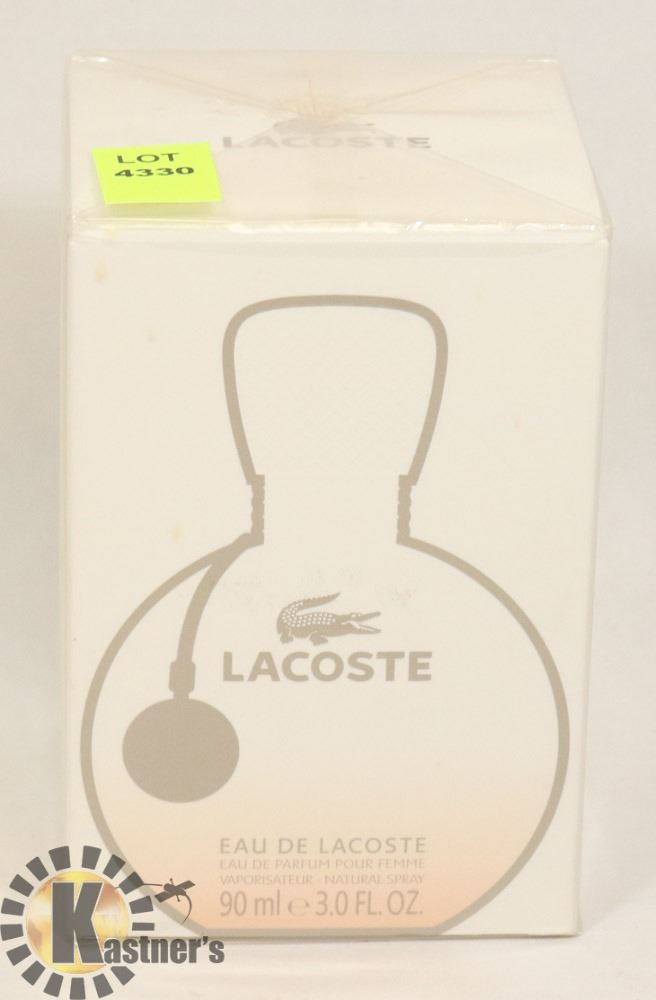 LACOSTE
LOT
4330
LACOSTE
EAU DE LACOSTE
EAU DE PARFUM POUR FEMME
VAPORISATEUR - NATURAL SPRAY
90 ml ℮ 3.0 FL. OZ.
Kastner's